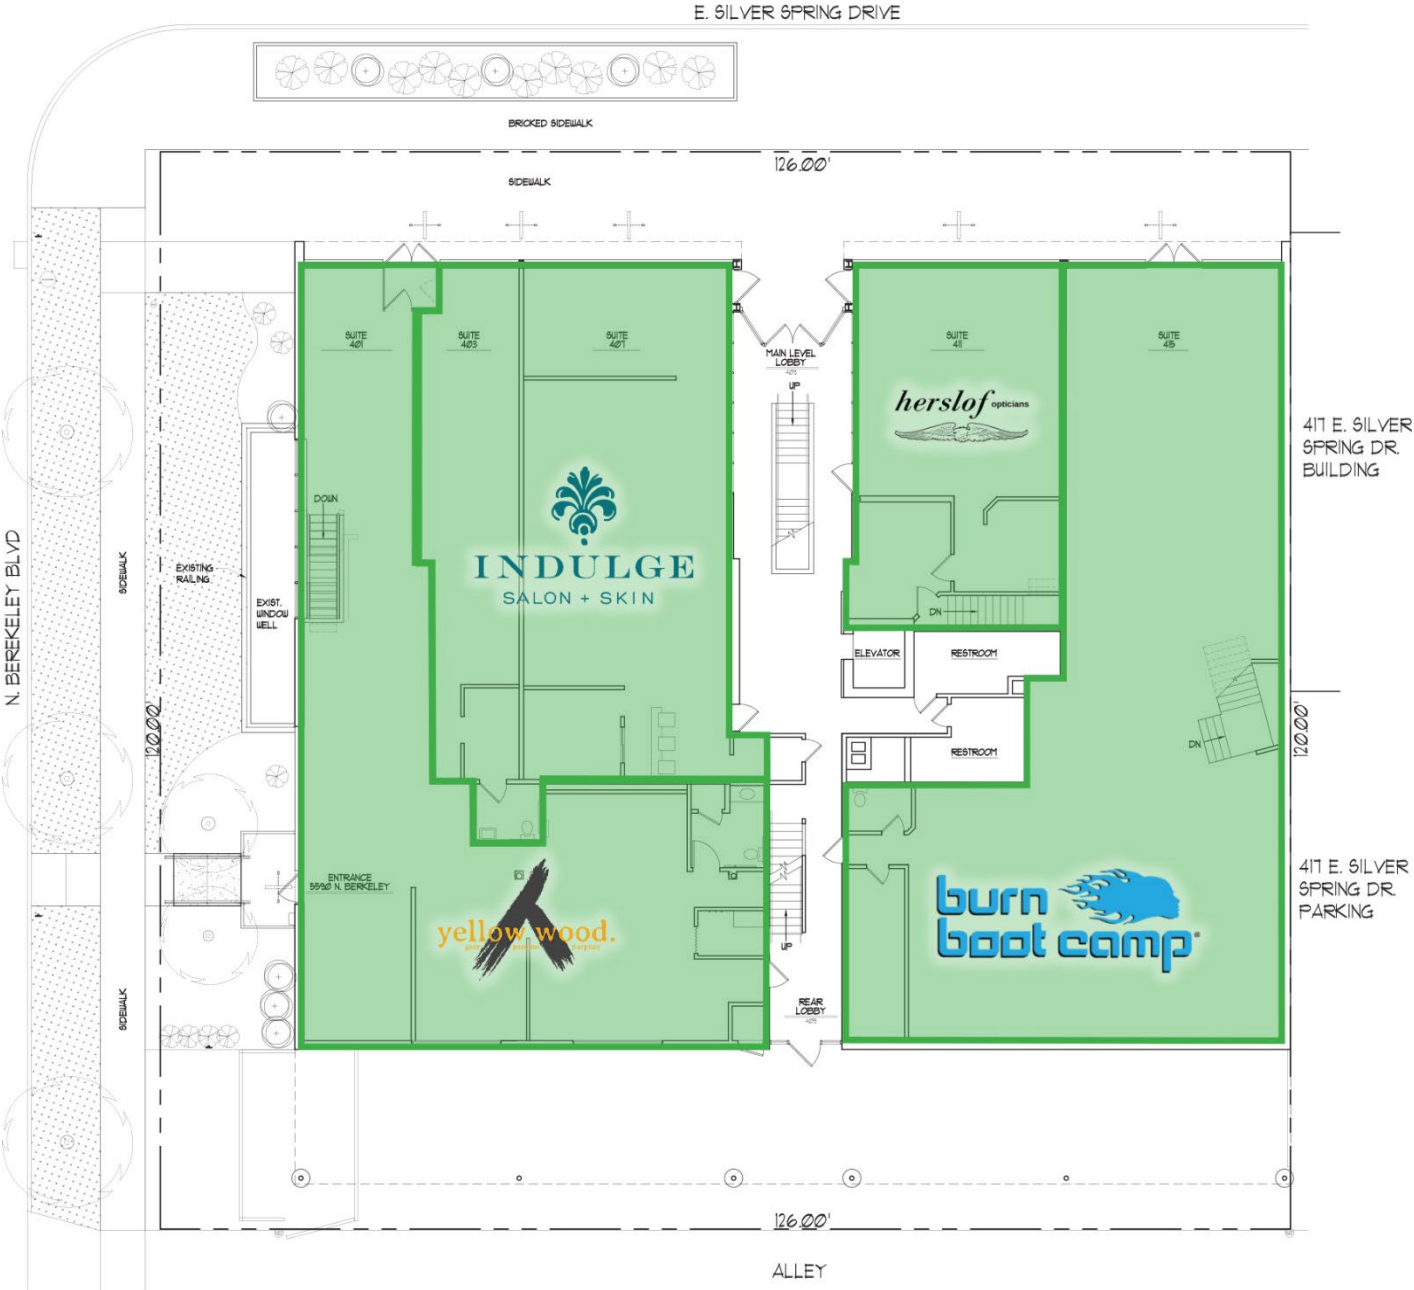 E. SILVER SPRING DRIVE
BRICKED SIDEWALK
126.00'
SIDEWALK
SUITE
401
SUITE
403
SUITE
407
MAIN LEVEL
LOBBY
UP
SUITE
411
SUITE
415
herslof opticians
417 E. SILVER
SPRING DR.
BUILDING
DOWN
N. BEREKELEY BLVD
SIDEWALK
EXISTING
RAILING
EXIST.
WINDOW
WELL
INDULGE
SALON + SKIN
DN
ELEVATOR
RESTROOM
120.00'
120.00'
DN
RESTROOM
ENTRANCE
5590 N. BERKELEY
417 E. SILVER
SPRING DR.
PARKING
burn
boot camp
yellow wood.
UP
SIDEWALK
REAR
LOBBY
126.00'
ALLEY